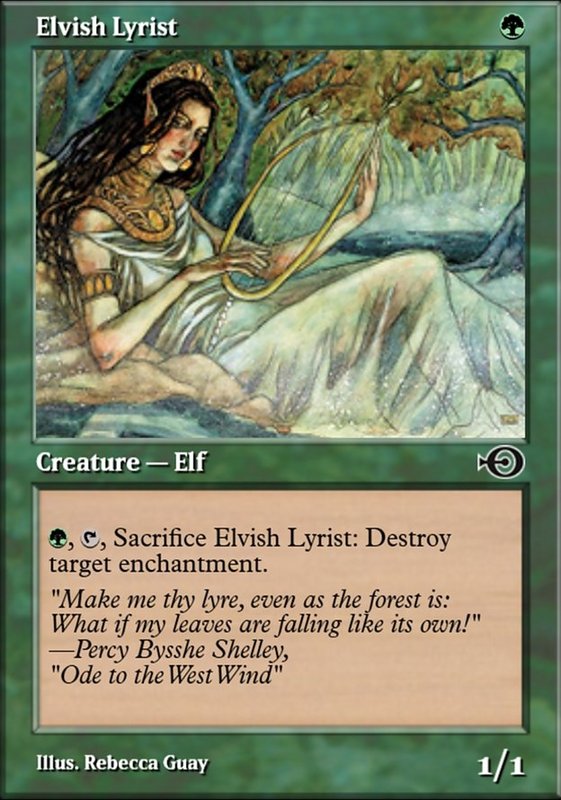 Elvish Lyrist
Creature — Elf
, , Sacrifice Elvish Lyrist: Destroy
target enchantment.
"Make me thy lyre, even as the forest is:
What if my leaves are falling like its own!"
—Percy Bysshe Shelley,
"Ode to the West Wind"
Illus. Rebecca Guay
1/1